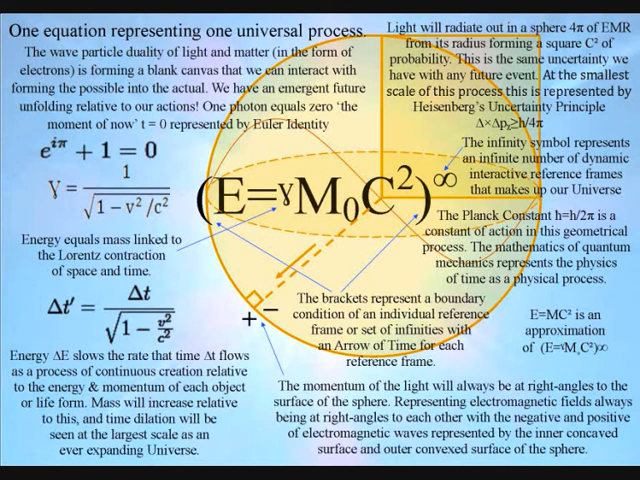 One equation representing one universal process.
The wave particle duality of light and matter (in the form of
electrons) is forming a blank canvas that we can interact with
forming the possible into the actual. We have an emergent future
unfolding relative to our actions! One photon equals zero ‘the
moment of now’ t = 0 represented by Euler Identity
e^iπ + 1 = 0
γ = 1 / √1 − v²/c²
Energy equals mass linked to
the Lorentz contraction
of space and time.
Δt' = Δt / √1 − v²/c²
Energy ΔE slows the rate that time Δt flows
as a process of continuous creation relative
to the energy & momentum of each object
or life form. Mass will increase relative
to this, and time dilation will be
seen at the largest scale as an
ever expanding Universe.
(E=γM₀C²)∞
+ −
Light will radiate out in a sphere 4π of EMR
from its radius forming a square C² of
probability. This is the same uncertainty we
have with any future event. At the smallest
scale of this process this is represented by
Heisenberg's Uncertainty Principle
Δ×Δpₓ≥h/4π
The infinity symbol represents
an infinite number of dynamic
interactive reference frames
that makes up our Universe
The Planck Constant h=h/2π is a
constant of action in this geometrical
process. The mathematics of quantum
mechanics represents the physics
of time as a physical process.
The brackets represent a boundary
condition of an individual reference
frame or set of infinities with
an Arrow of Time for each
reference frame.
E=MC² is an
approximation
of (E=γM₀C²)∞
The momentum of the light will always be at right-angles to the
surface of the sphere. Representing electromagnetic fields always
being at right-angles to each other with the negative and positive
of electromagnetic waves represented by the inner concaved
surface and outer convexed surface of the sphere.